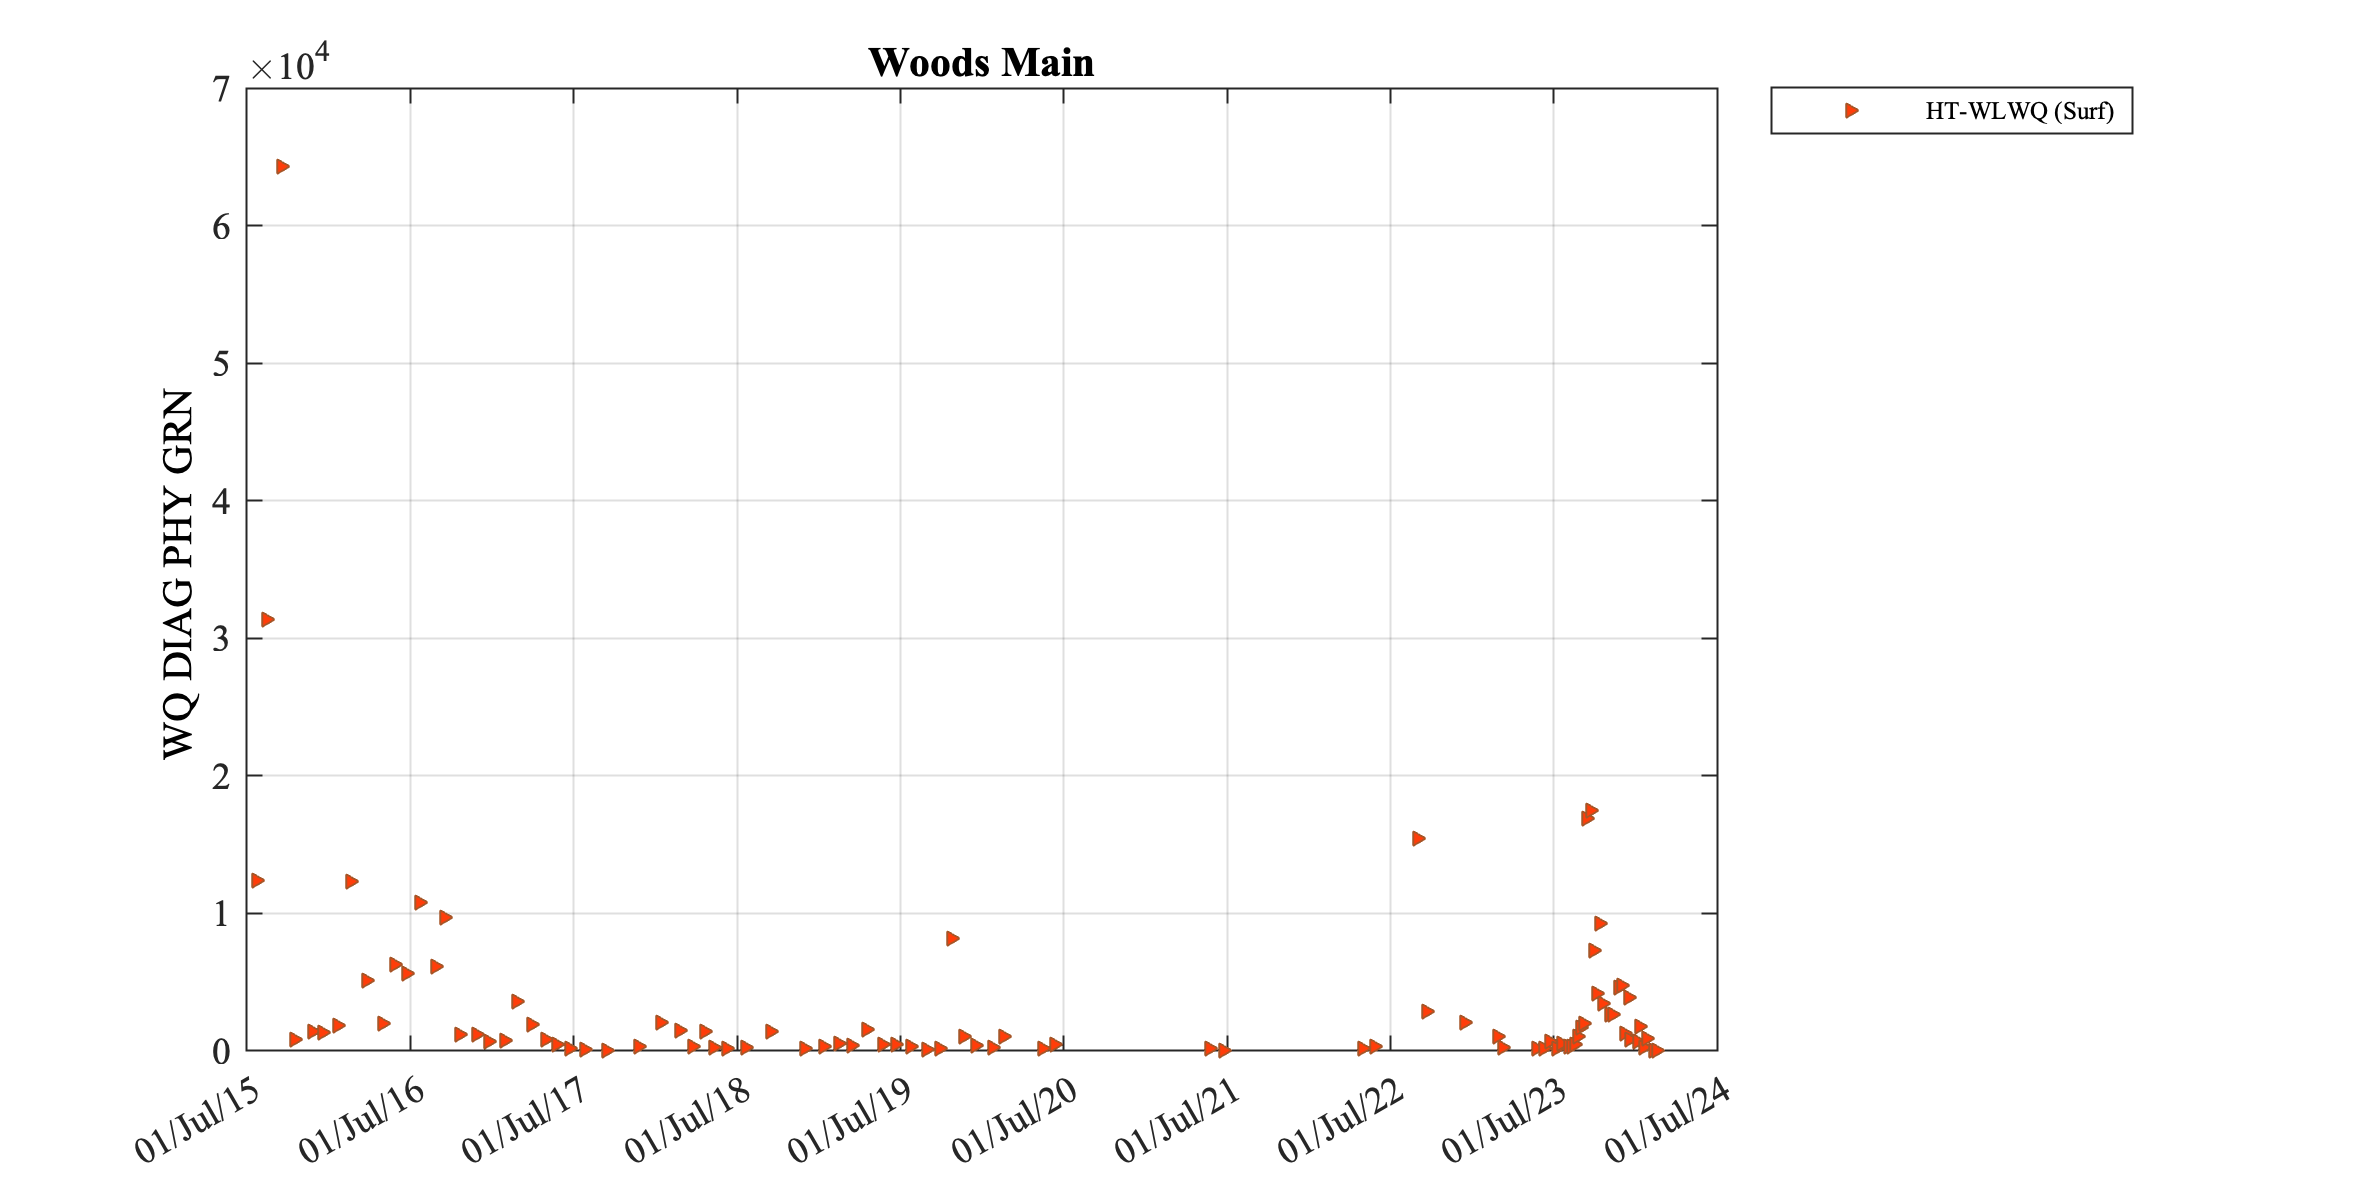 Woods Main
×10⁴
7
6
5
4
3
2
1
0
WQ DIAG PHY GRN
01/Jul/15
01/Jul/16
01/Jul/17
01/Jul/18
01/Jul/19
01/Jul/20
01/Jul/21
01/Jul/22
01/Jul/23
01/Jul/24
HT-WLWQ (Surf)